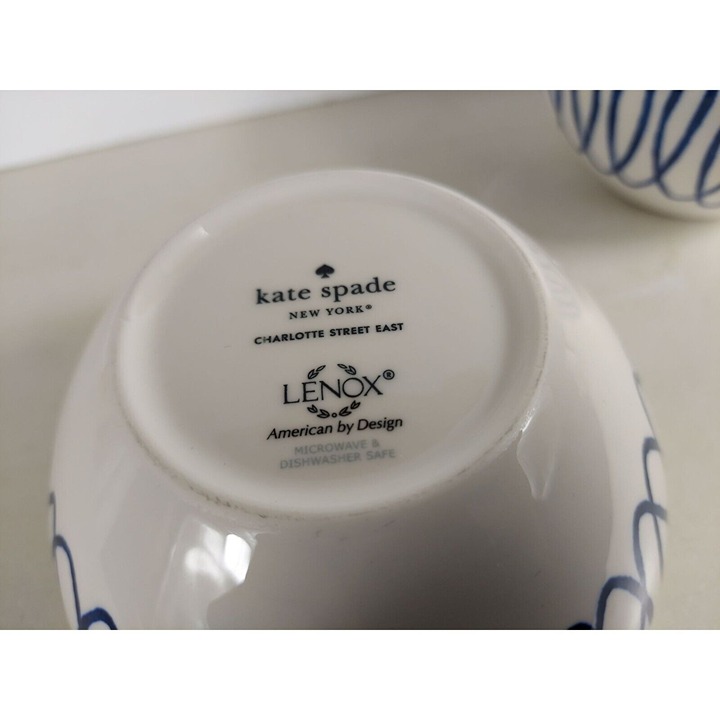 kate spade
NEW YORK®
CHARLOTTE STREET EAST
LENOX®
American by Design
MICROWAVE &
DISHWASHER SAFE